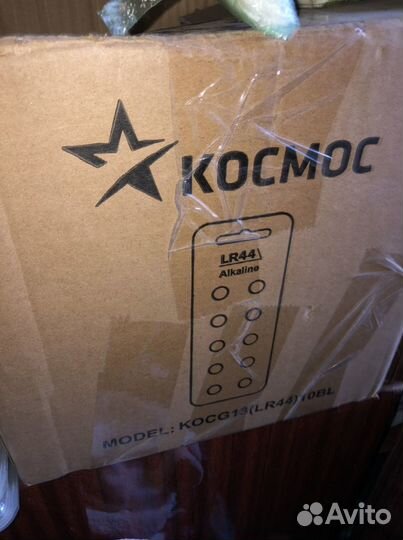 КОСМОС
LR44
Alkaline
MODEL: KOCG13(LR44)10BL
Avito